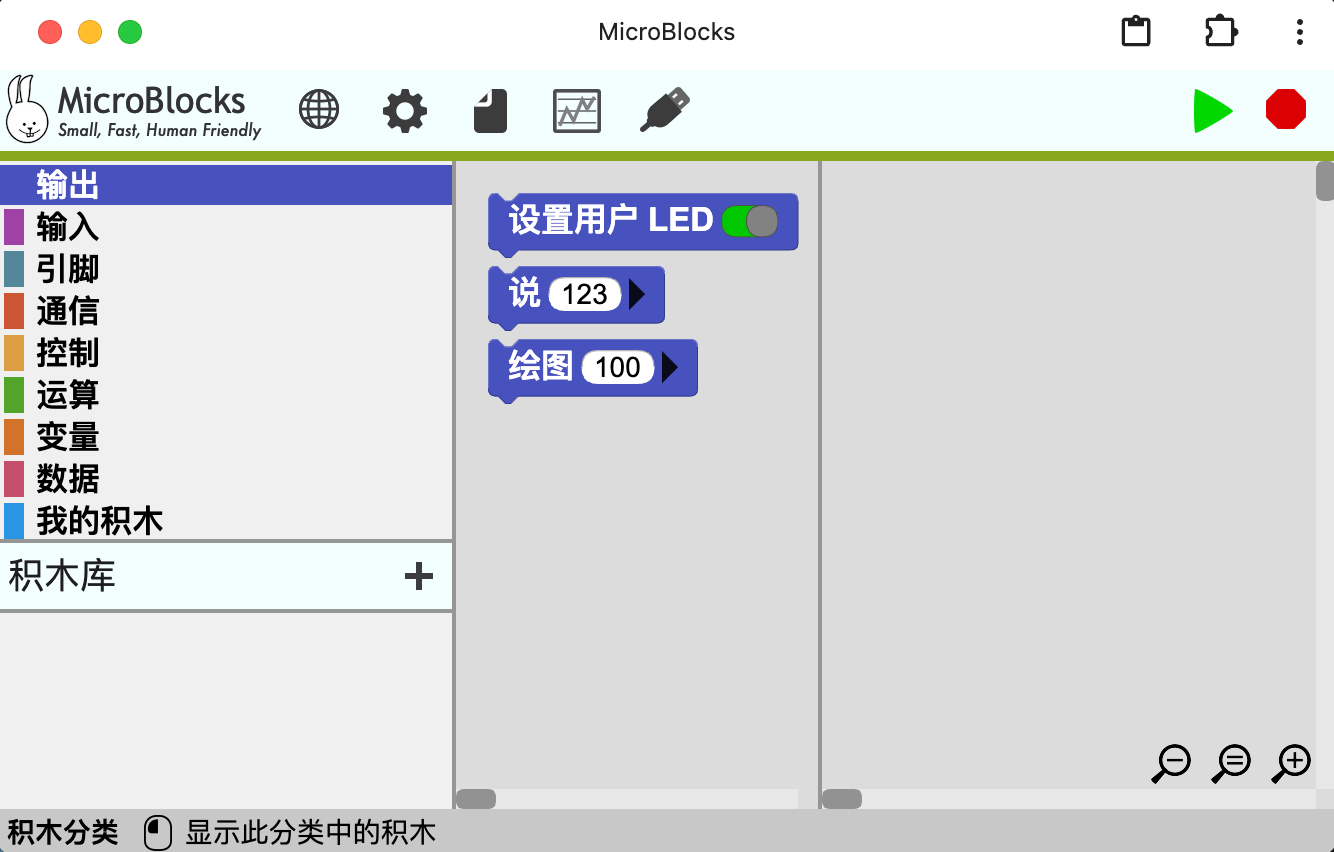 MicroBlocks
MicroBlocks
Small, Fast, Human Friendly
输出
输入
引脚
通信
控制
运算
变量
数据
我的积木
积木库
设置用户 LED
说 123
绘图 100
积木分类 显示此分类中的积木